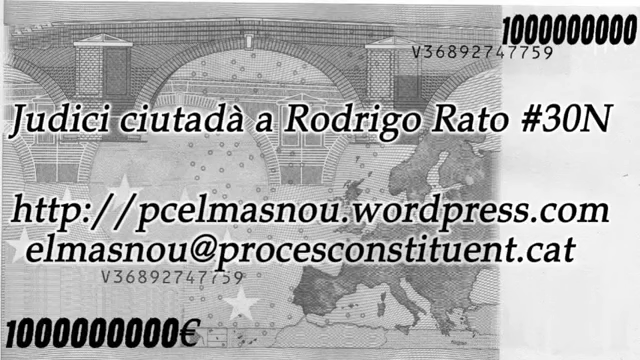 1000000000
V36892747759
Judici ciutadà a Rodrigo Rato #30N
http://pcelmasnou.wordpress.com
elmasnou@procesconstituent.cat
V36892747759
1000000000€